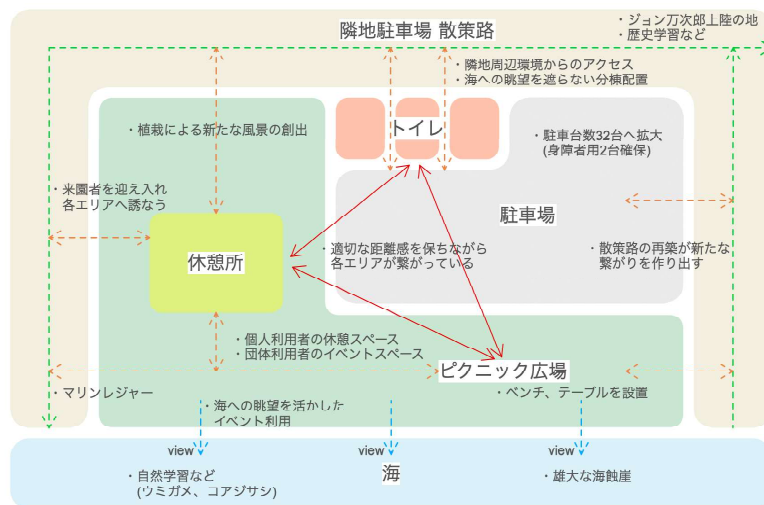 ・ジョン万次郎上陸の地
・歴史学習など
隣地駐車場 散策路
・隣地周辺環境からのアクセス
・海への眺望を遮らない分棟配置
・植栽による新たな風景の創出
トイレ
・駐車台数32台へ拡大
(身障者用2台確保)
・来園者を迎え入れ
各エリアへ誘なう
駐車場
休憩所
・適切な距離感を保ちながら
各エリアが繋がっている
・散策路の再築が新たな
繋がりを作り出す
・個人利用者の休憩スペース
・団体利用者のイベントスペース
ピクニック広場
・マリンレジャー
・海への眺望を活かした
イベント利用
・ベンチ、テーブルを設置
view
view
view
海
・自然学習など
(ウミガメ、コアジサシ)
・雄大な海蝕崖